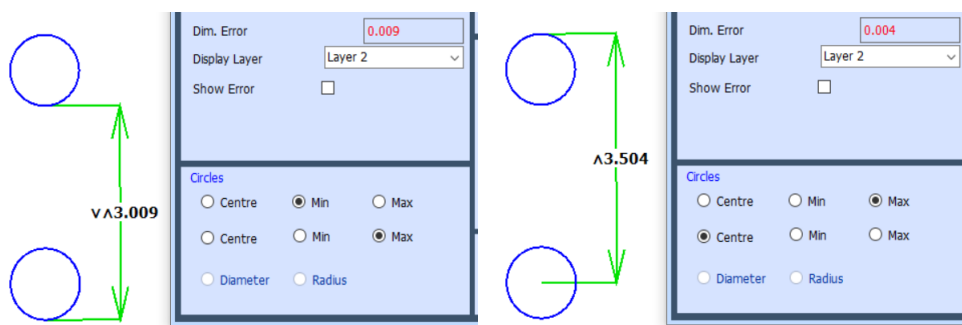 Dim. Error 0.009
Display Layer Layer 2
Show Error
∨∧3.009
Circles
Centre Min Max
Centre Min Max
Diameter Radius
Dim. Error 0.004
Display Layer Layer 2
Show Error
∧3.504
Circles
Centre Min Max
Centre Min Max
Diameter Radius